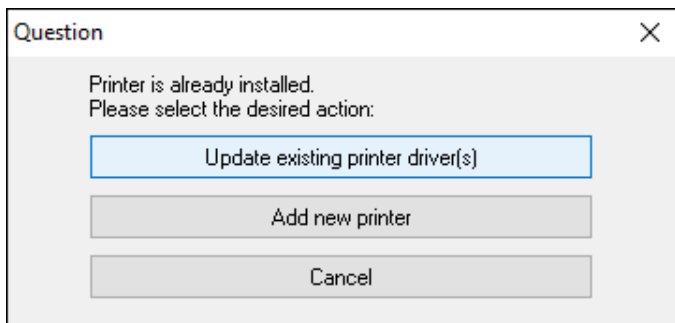 Question
Printer is already installed.
Please select the desired action:
Update existing printer driver(s)
Add new printer
Cancel